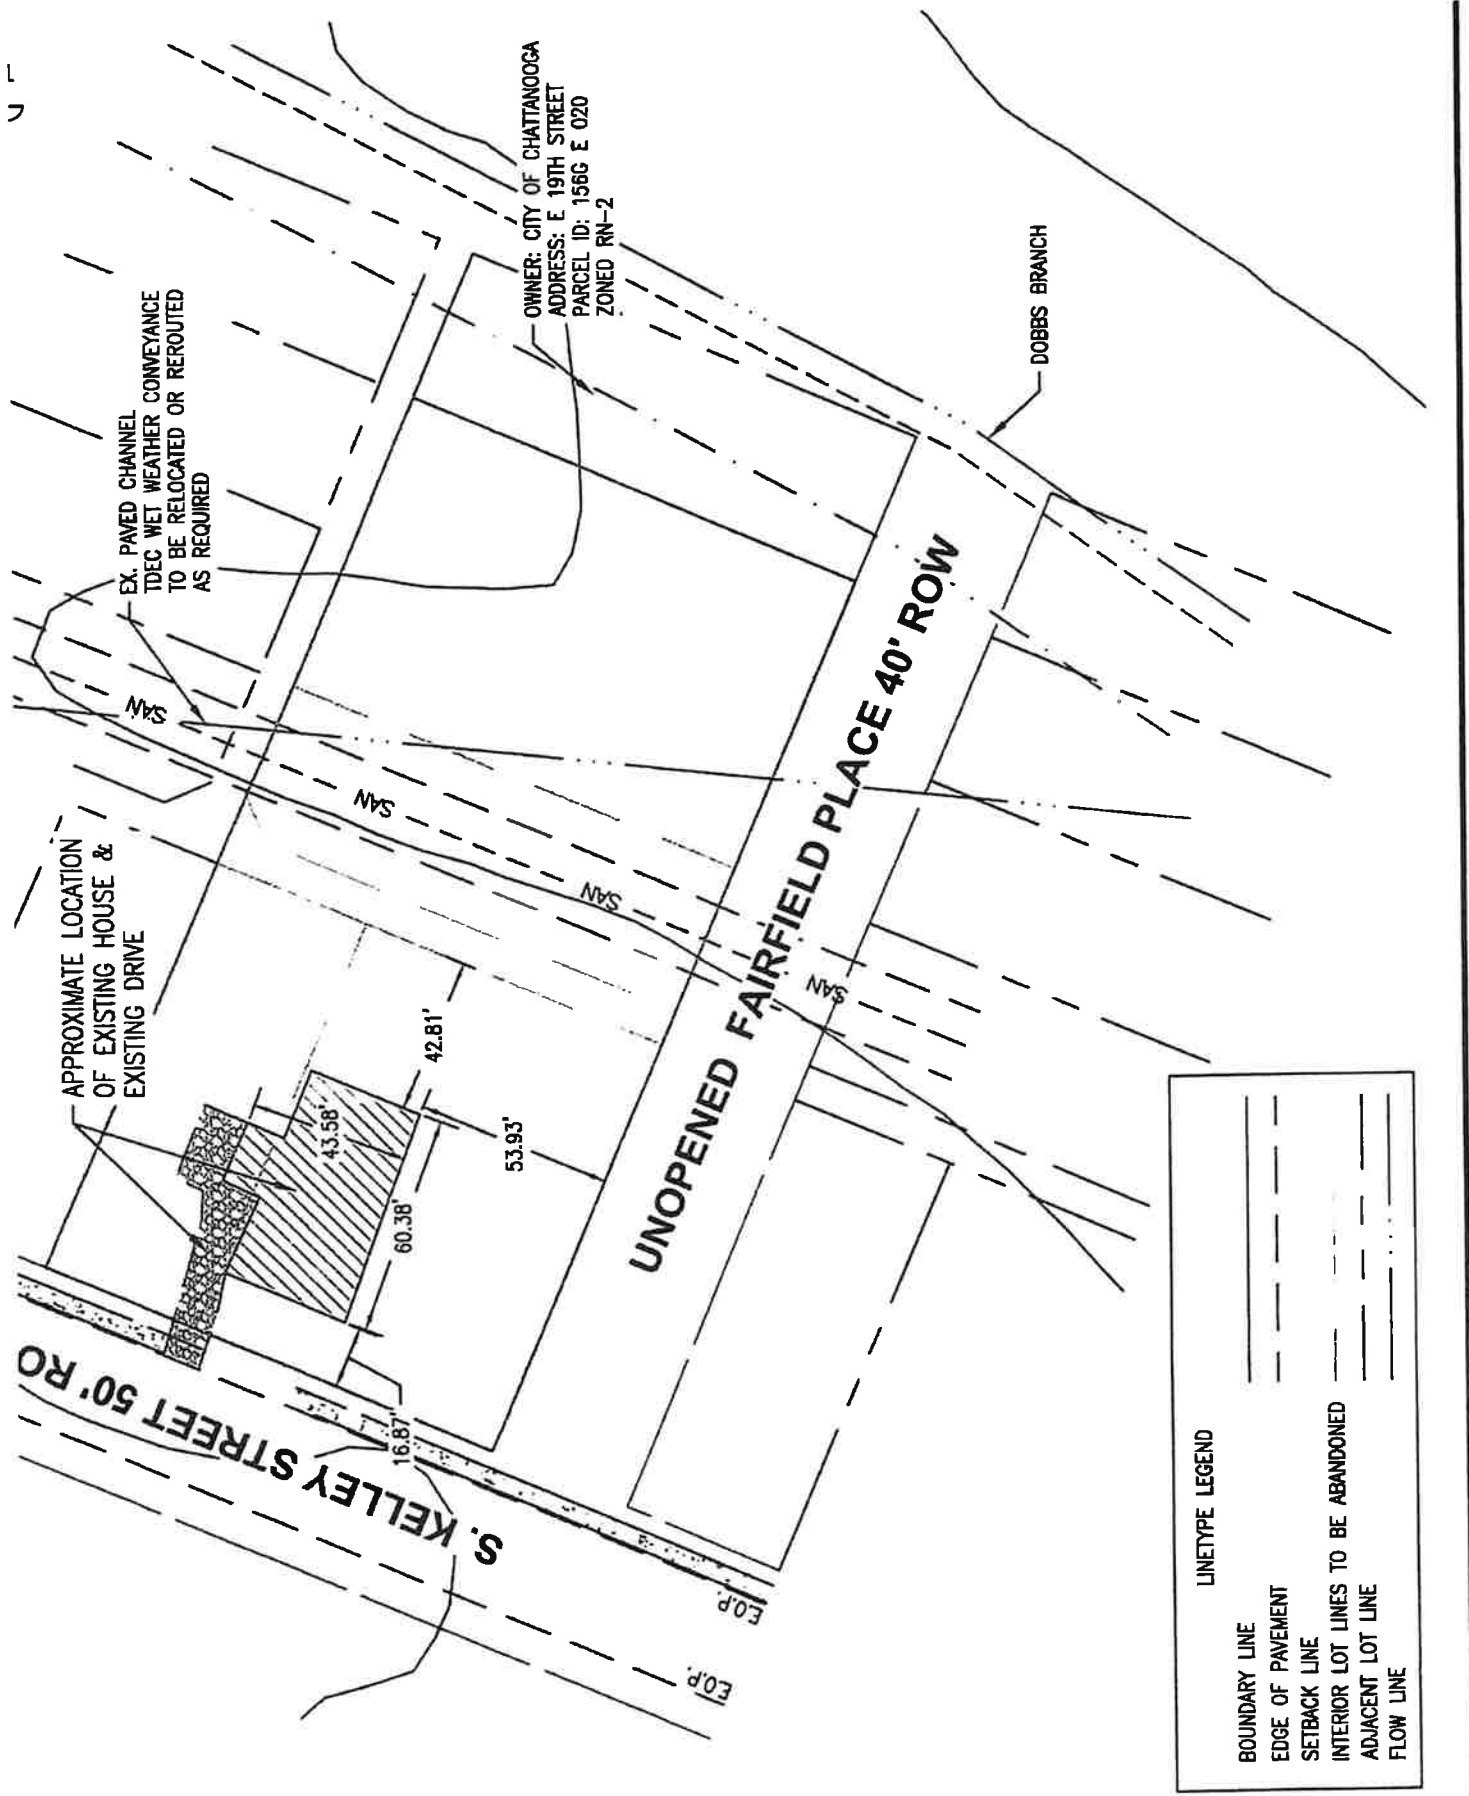 EX. PAVED CHANNEL
TDEC WET WEATHER CONVEYANCE
TO BE RELOCATED OR REROUTED
AS REQUIRED
OWNER: CITY OF CHATTANOOGA
ADDRESS: E 19TH STREET
PARCEL ID: 156G E 020
ZONED RN-2
DOBBS BRANCH
APPROXIMATE LOCATION
OF EXISTING HOUSE &
EXISTING DRIVE
SAN
SAN
SAN
SAN
42.81'
43.58'
53.93'
60.38'
16.87'
UNOPENED FAIRFIELD PLACE 40' ROW
S. KELLEY STREET 50' RO
E.O.P.
E.O.P.
LINETYPE LEGEND
BOUNDARY LINE
EDGE OF PAVEMENT
SETBACK LINE
INTERIOR LOT LINES TO BE ABANDONED
ADJACENT LOT LINE
FLOW LINE